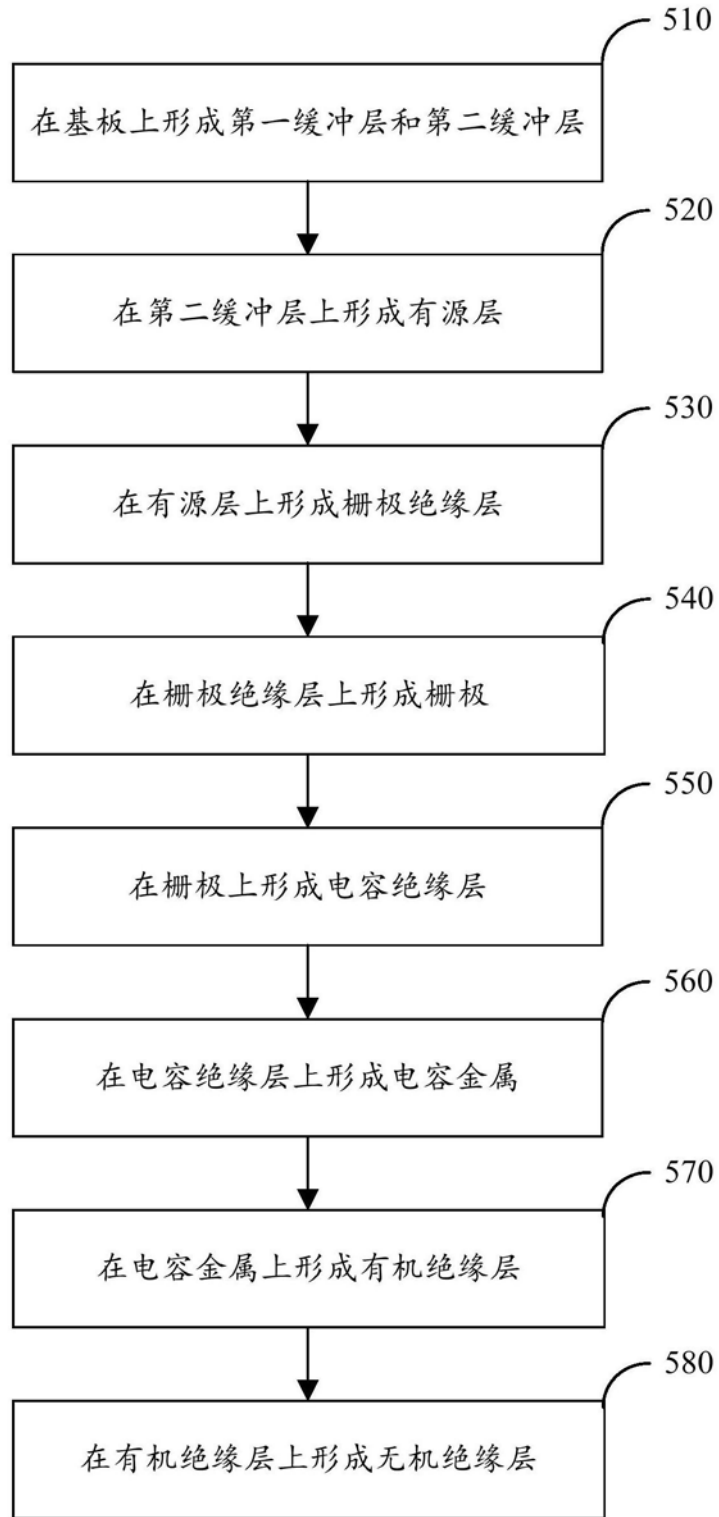 510
在基板上形成第一缓冲层和第二缓冲层
520
在第二缓冲层上形成有源层
530
在有源层上形成栅极绝缘层
540
在栅极绝缘层上形成栅极
550
在栅极上形成电容绝缘层
560
在电容绝缘层上形成电容金属
570
在电容金属上形成有机绝缘层
580
在有机绝缘层上形成无机绝缘层